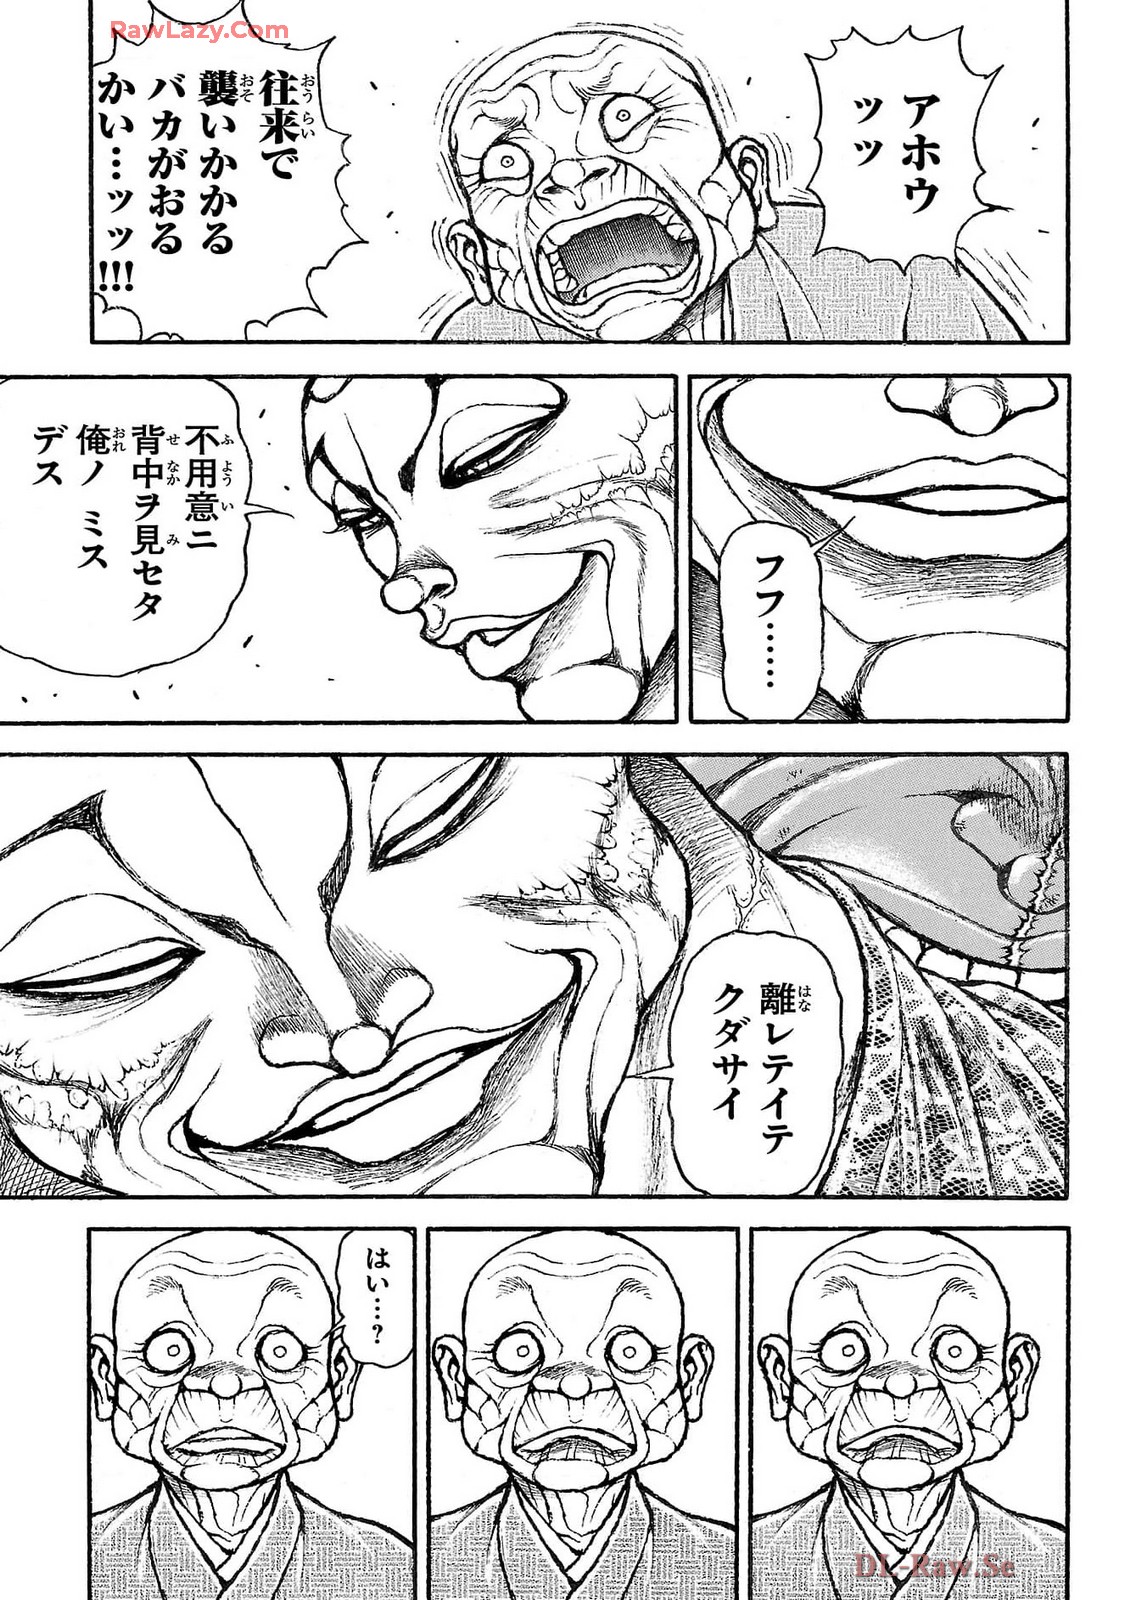 RawLazy.Com
アホウ
ッッ
往来で
襲いかかる
バカがおる
かい…ッッ
!!!
フフ……
不用意ニ
背中ヲ見セタ
俺ノ ミス
デス
離レテイテ
クダサイ
はい…?
DL-Raw.Se